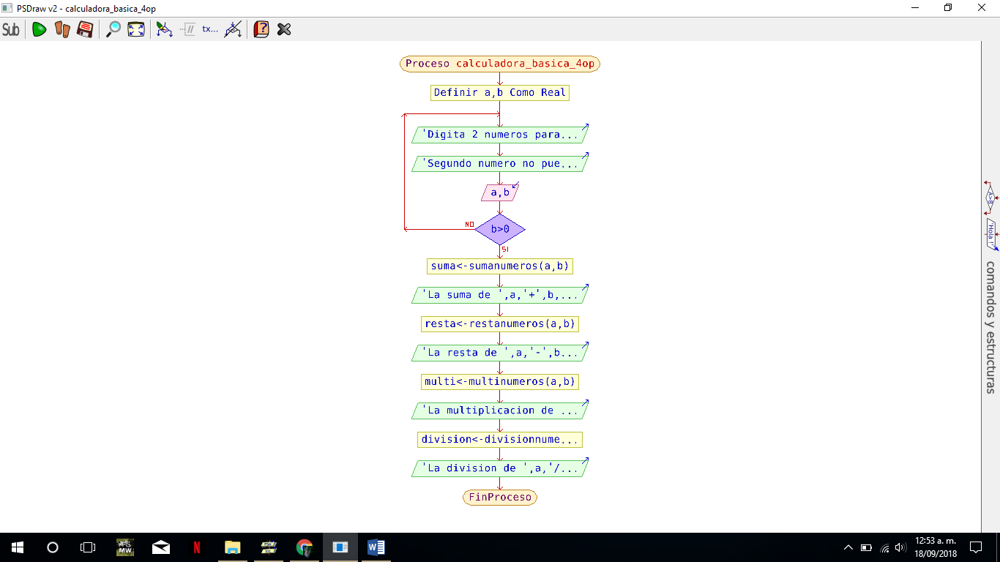 PSDraw v2 - calculadora_basica_4op
Sub
tx...
Proceso calculadora_basica_4op
Definir a,b Como Real
'Digita 2 numeros para...
'Segundo numero no pue...
a,b
NO
b>0
SI
suma<-sumanumeros(a,b)
'La suma de ',a,'+',b,...
resta<-restanumeros(a,b)
'La resta de ',a,'-',b...
multi<-multinumeros(a,b)
'La multiplicacion de ...
division<-divisionnume...
'La division de ',a,'/...
FinProceso
A>B
'Hola !'
comandos y estructuras
MW
N
W
12:53 a. m.
18/09/2018